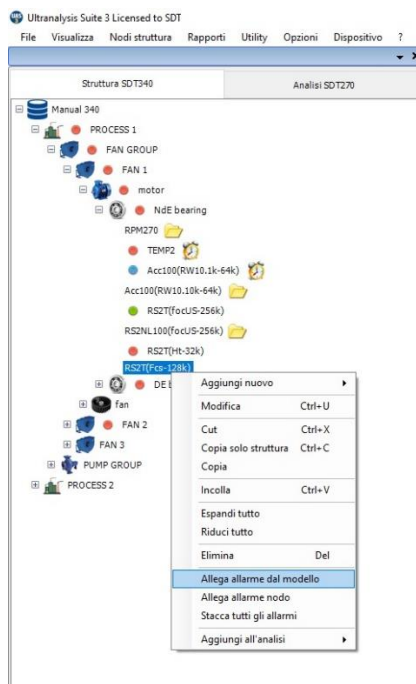 Ultranalysis Suite 3 Licensed to SDT
File Visualizza Nodi struttura Rapporti Utility Opzioni Dispositivo ?
Struttura SDT340 Analisi SDT270
Manual 340
PROCESS 1
FAN GROUP
FAN 1
motor
NdE bearing
RPM270
TEMP2
Acc100(RW10.1k-64k)
Acc100(RW10.10k-64k)
RS2T(focUS-256k)
RS2NL100(focUS-256k)
RS2T(Ht-32k)
RS2T(Fcs-128k)
DE b
fan
FAN 2
FAN 3
PUMP GROUP
PROCESS 2
Aggiungi nuovo
Modifica Ctrl+U
Cut Ctrl+X
Copia solo struttura Ctrl+C
Copia
Incolla Ctrl+V
Espandi tutto
Riduci tutto
Elimina Del
Allega allarme dal modello
Allega allarme nodo
Stacca tutti gli allarmi
Aggiungi all'analisi